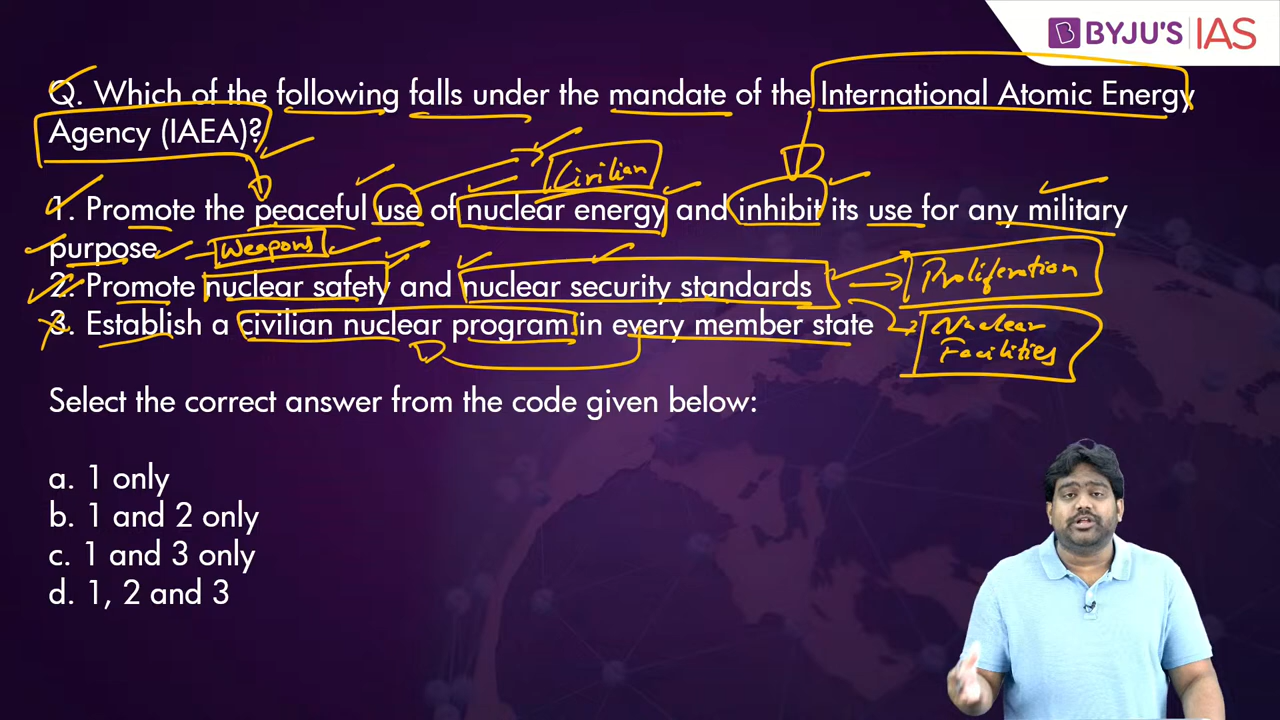 BYJU'S IAS
Q. Which of the following falls under the mandate of the International Atomic Energy
Agency (IAEA)?
Civilian
1. Promote the peaceful use of nuclear energy and inhibit its use for any military
purpose
Weapons
2. Promote nuclear safety and nuclear security standards
Proliferation
3. Establish a civilian nuclear program in every member state
Nuclear
Facilities
Select the correct answer from the code given below:
a. 1 only
b. 1 and 2 only
c. 1 and 3 only
d. 1, 2 and 3